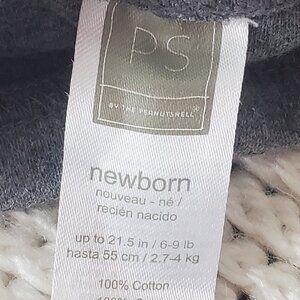 PS
BY THE PEANUTSHELL®
newborn
nouveau - né /
recién nacido
up to 21.5 in / 6-9 lb
hasta 55 cm / 2.7-4 kg
100% Cotton
100%